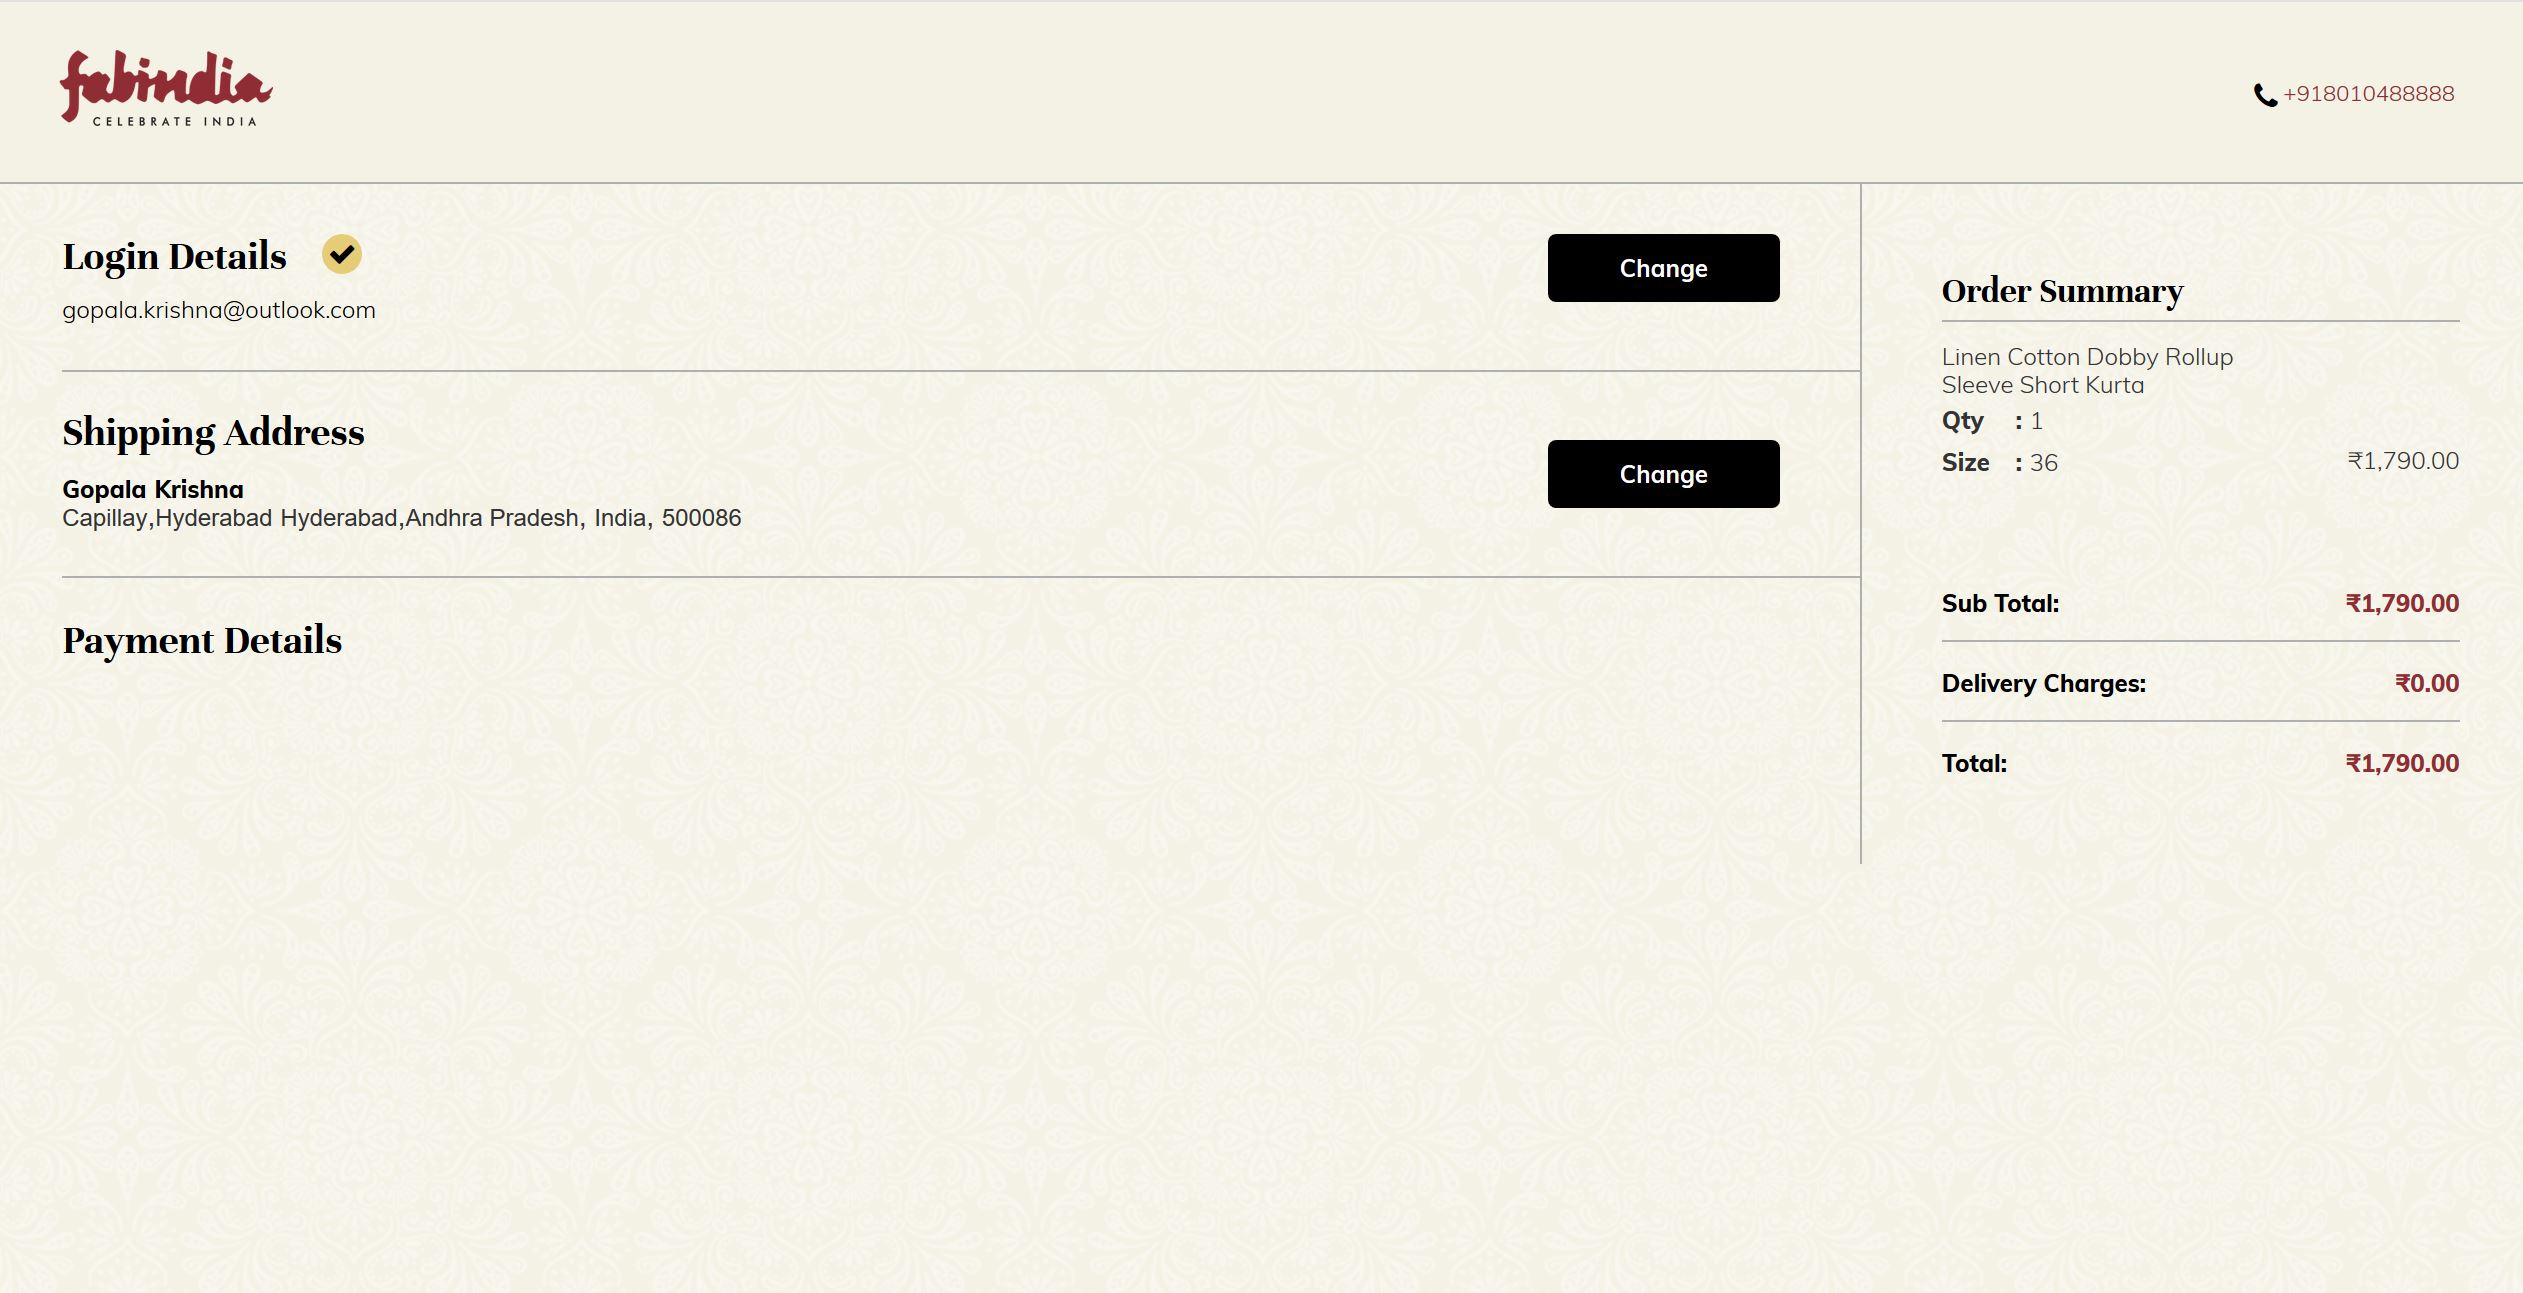 fabindia
CELEBRATE INDIA
+918010488888
Login Details
Change
gopala.krishna@outlook.com
Shipping Address
Change
Gopala Krishna
Capillay,Hyderabad Hyderabad,Andhra Pradesh, India, 500086
Payment Details
Order Summary
Linen Cotton Dobby Rollup
Sleeve Short Kurta
Qty : 1
Size : 36 ₹1,790.00
Sub Total: ₹1,790.00
Delivery Charges: ₹0.00
Total: ₹1,790.00